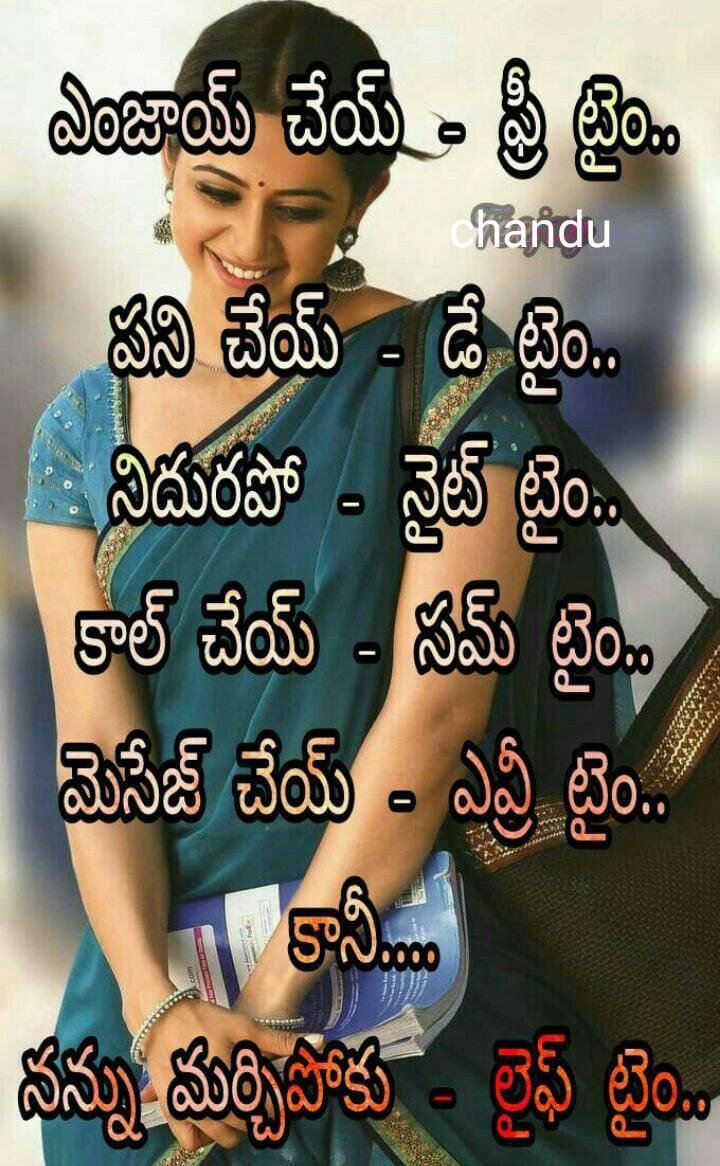 ఎంజాయ్ చేయ్ - ఫ్రీ టైం..
chandu
పని చేయ్ - డే టైం..
నిదురపో - నైట్ టైం..
కాల్ చేయ్ - సమ్ టైం..
మెసేజ్ చేయ్ - ఎవ్రీ టైం..
కానీ....
నన్ను మర్చిపోకు - లైఫ్ టైం..